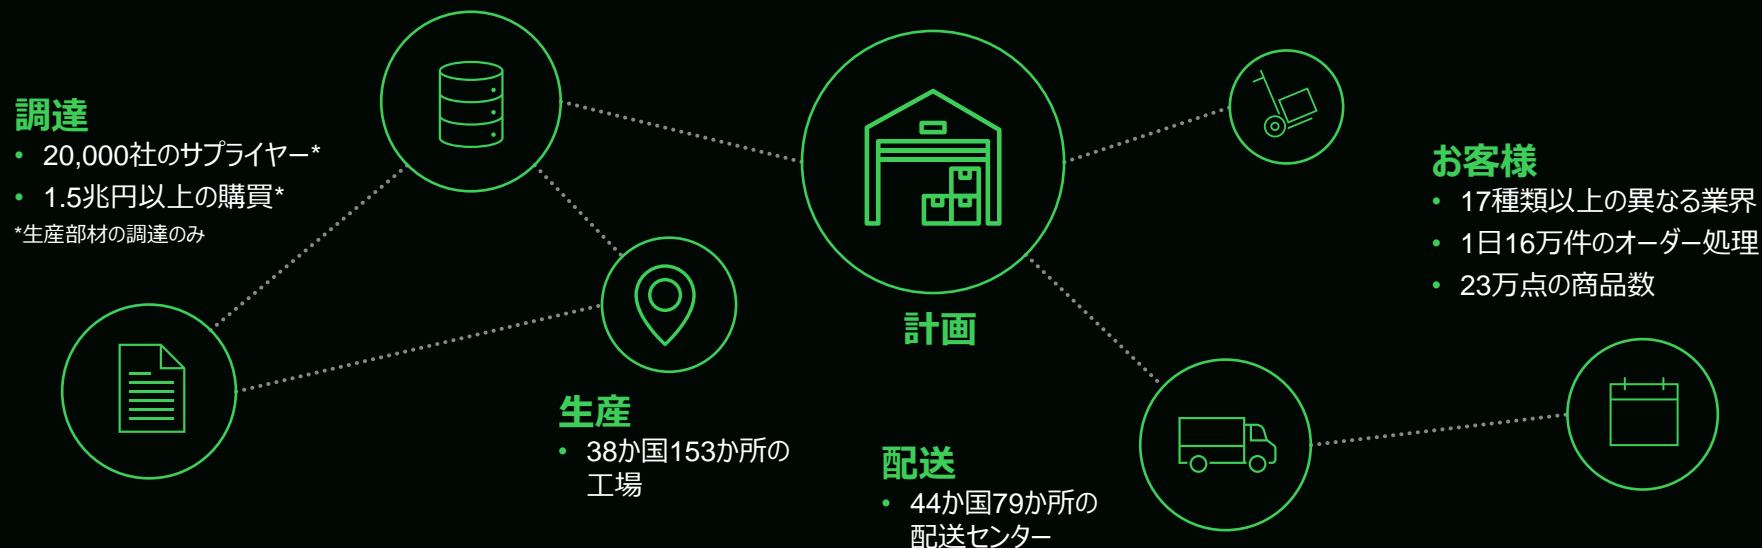 調達
• 20,000社のサプライヤー*
• 1.5兆円以上の購買*
*生産部材の調達のみ
生産
• 38か国153か所の
工場
計画
配送
• 44か国79か所の
配送センター
お客様
• 17種類以上の異なる業界
• 1日16万件のオーダー処理
• 23万点の商品数